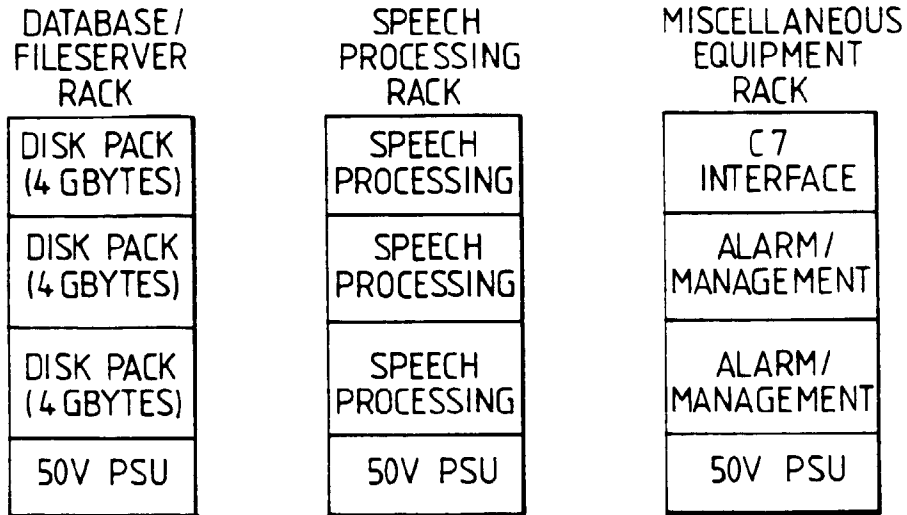 DATABASE/
FILESERVER
RACK
DISK PACK
(4 GBYTES)
DISK PACK
(4 GBYTES)
DISK PACK
(4 GBYTES)
50V PSU
SPEECH
PROCESSING
RACK
SPEECH
PROCESSING
SPEECH
PROCESSING
SPEECH
PROCESSING
50V PSU
MISCELLANEOUS
EQUIPMENT
RACK
C7
INTERFACE
ALARM/
MANAGEMENT
ALARM/
MANAGEMENT
50V PSU